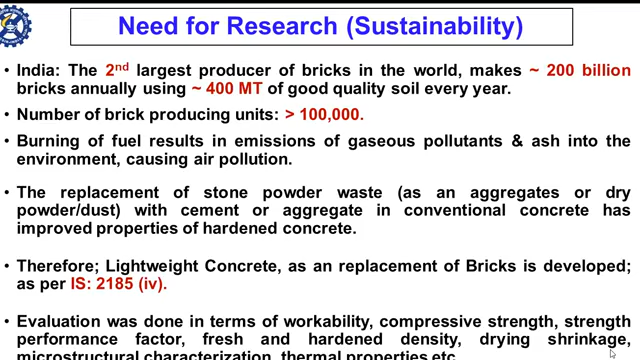 Need for Research (Sustainability)
• India: The 2nd largest producer of bricks in the world, makes ~ 200 billion
bricks annually using ~ 400 MT of good quality soil every year.
• Number of brick producing units: > 100,000.
• Burning of fuel results in emissions of gaseous pollutants & ash into the
environment, causing air pollution.
• The replacement of stone powder waste (as an aggregates or dry
powder/dust) with cement or aggregate in conventional concrete has
improved properties of hardened concrete.
• Therefore; Lightweight Concrete, as an replacement of Bricks is developed;
as per IS: 2185 (iv).
• Evaluation was done in terms of workability, compressive strength, strength
performance factor, fresh and hardened density, drying shrinkage,
microstructural characterization, thermal properties etc